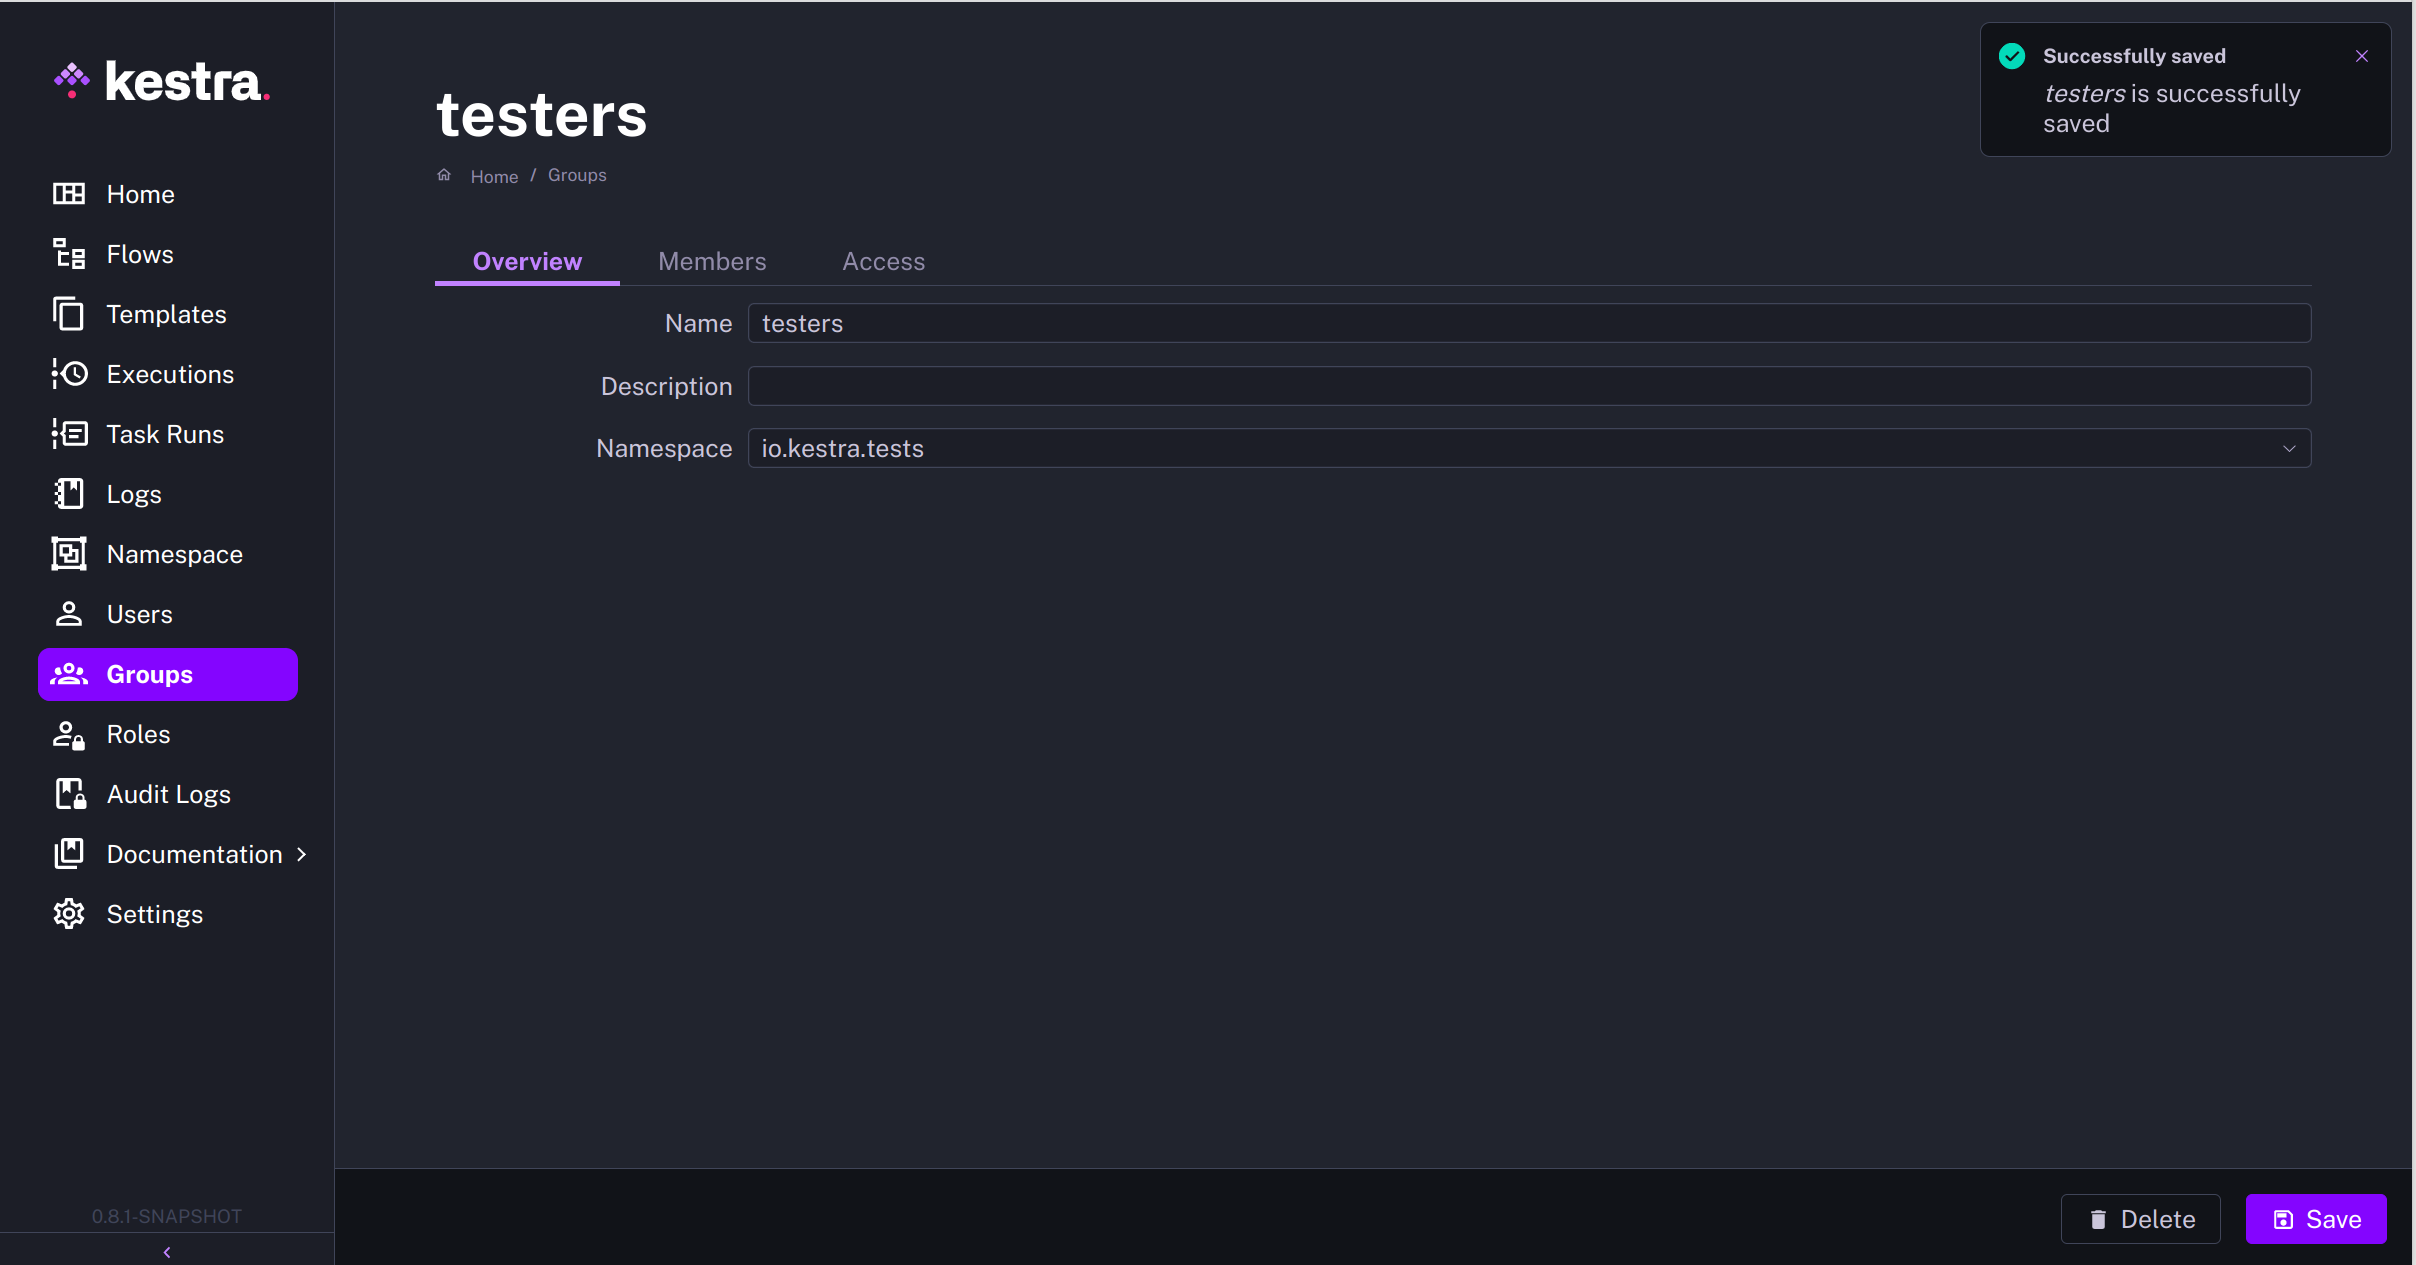 kestra.
Home
Flows
Templates
Executions
Task Runs
Logs
Namespace
Users
Groups
Roles
Audit Logs
Documentation
Settings
0.8.1-SNAPSHOT
testers
Home / Groups
Overview Members Access
Name testers
Description
Namespace io.kestra.tests
Successfully saved
testers is successfully
saved
Delete Save